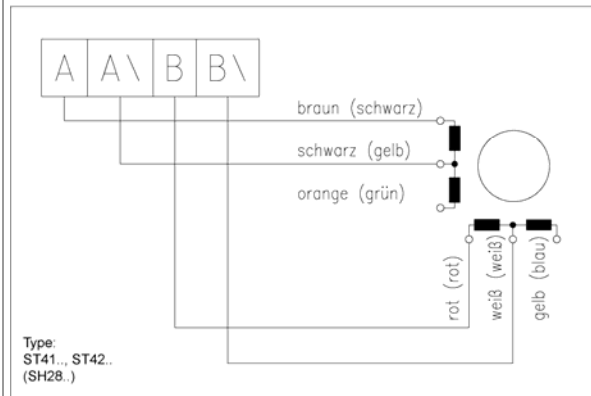 A A\ B B\
braun (schwarz)
schwarz (gelb)
orange (grün)
rot (rot)
weiß (weiß)
gelb (blau)
Type:
ST41.., ST42..
(SH28..)